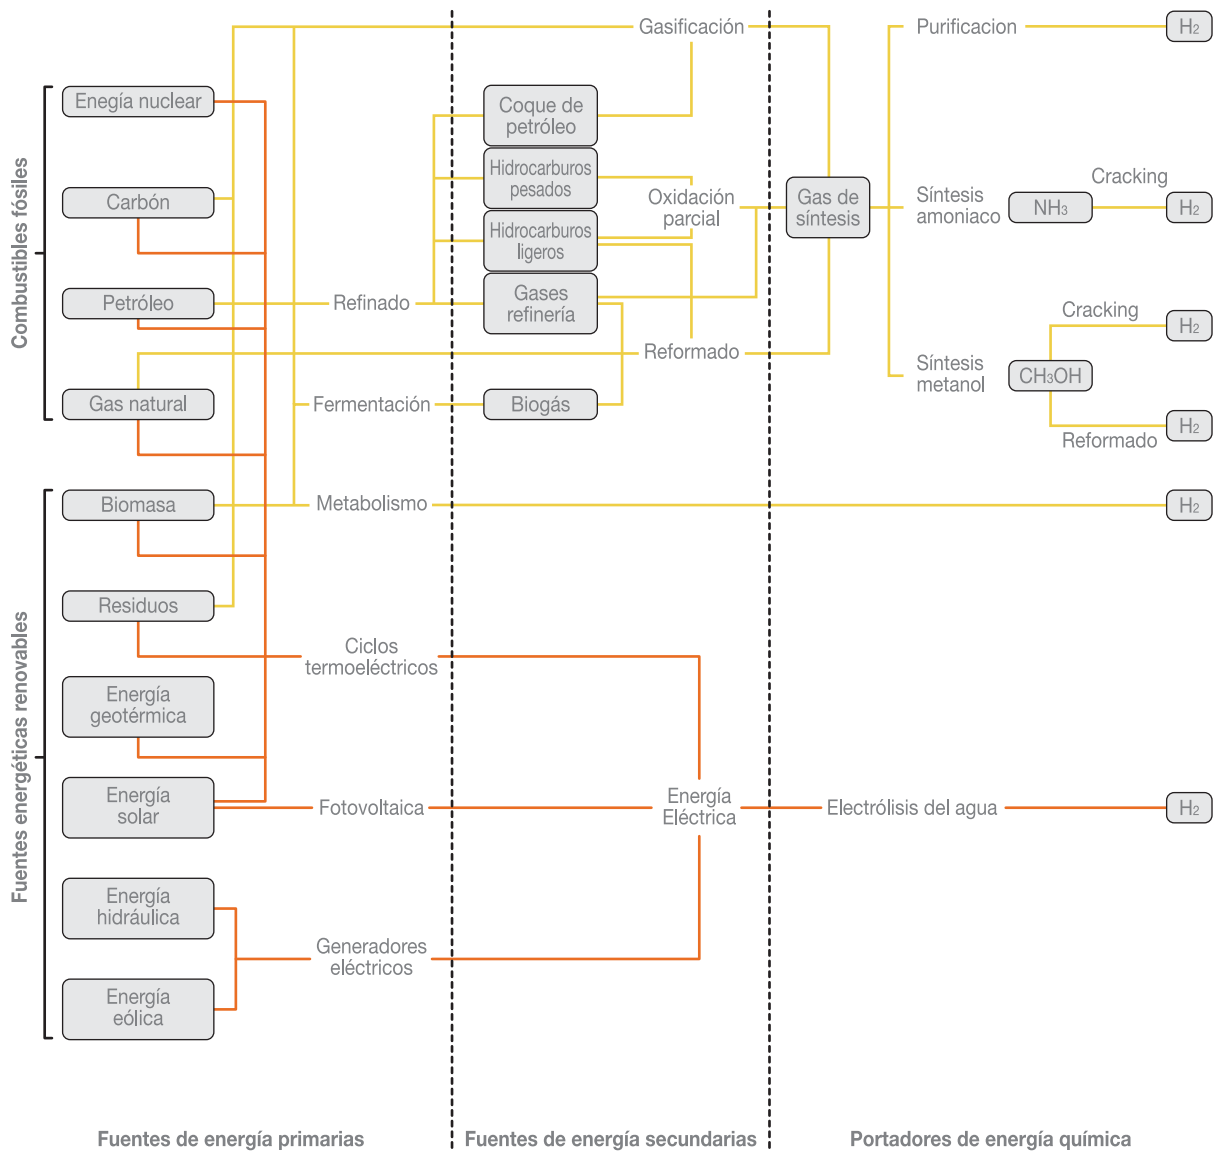 Gasificación
Purificacion
H2
Combustibles fósiles
Enegía nuclear
Carbón
Petróleo
Gas natural
Refinado
Fermentación
Coque de
petróleo
Hidrocarburos
pesados
Hidrocarburos
ligeros
Gases
refinería
Biogás
Oxidación
parcial
Reformado
Gas de
síntesis
Síntesis
amoniaco
NH3
Cracking
H2
Síntesis
metanol
CH3OH
Cracking
H2
Reformado
H2
Fuentes energéticas renovables
Biomasa
Metabolismo
H2
Residuos
Ciclos
termoeléctricos
Energía
geotérmica
Energía
solar
Fotovoltaica
Energía
Eléctrica
Electrólisis del agua
H2
Energía
hidráulica
Generadores
eléctricos
Energía
eólica
Fuentes de energía primarias
Fuentes de energía secundarias
Portadores de energía química